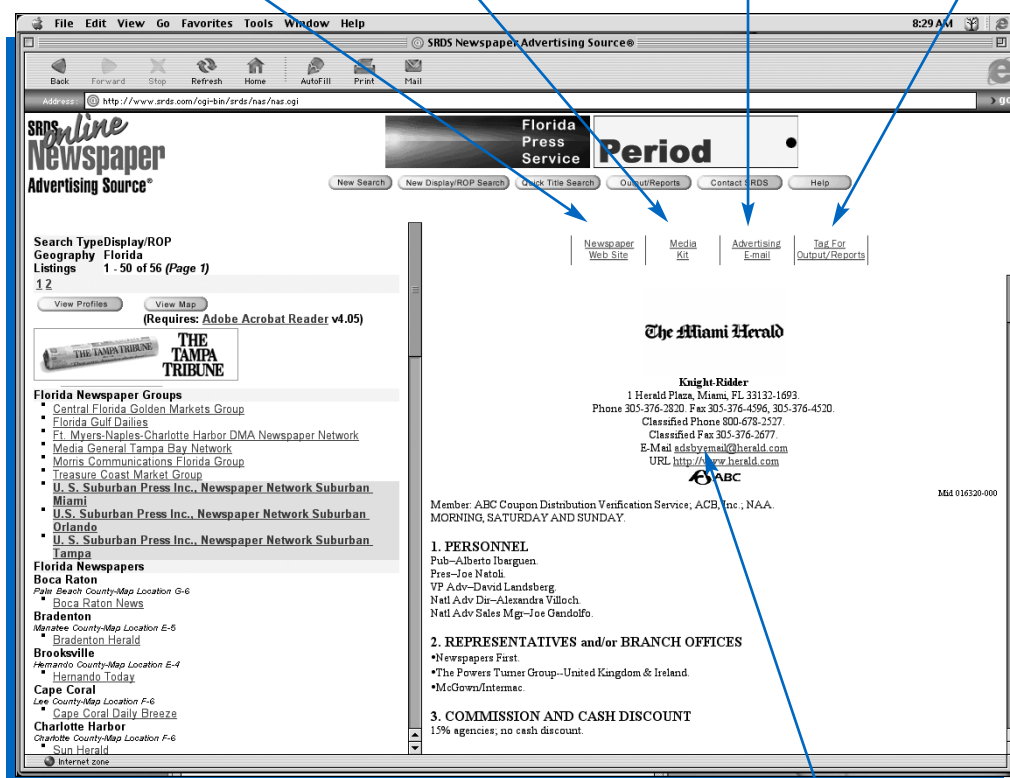 File Edit View Go Favorites Tools Window Help 8:29 AM
SRDS Newspaper Advertising Source®
Back Forward Stop Refresh Home AutoFill Print Mail
Address: http://www.srds.com/cgi-bin/srds/nas/nas.cgi go
SRDS online
Newspaper
Advertising Source®
Florida
Press
Service
Period
New Search New Display/ROP Search Quick Title Search Output/Reports Contact SRDS Help
Search TypeDisplay/ROP
Geography Florida
Listings 1 - 50 of 56 (Page 1)
1 2
View Profiles View Map
(Requires: Adobe Acrobat Reader v4.05)
THE TAMPA TRIBUNE
THE
TAMPA
TRIBUNE
Florida Newspaper Groups
Central Florida Golden Markets Group
Florida Gulf Dailies
Ft. Myers-Naples-Charlotte Harbor DMA Newspaper Network
Media General Tampa Bay Network
Morris Communications Florida Group
Treasure Coast Market Group
U. S. Suburban Press Inc., Newspaper Network Suburban
Miami
U.S. Suburban Press Inc., Newspaper Network Suburban
Orlando
U. S. Suburban Press Inc., Newspaper Network Suburban
Tampa
Florida Newspapers
Boca Raton
Palm Beach County-Map Location G-6
Boca Raton News
Bradenton
Manatee County-Map Location E-5
Bradenton Herald
Brooksville
Hernando County-Map Location E-4
Hernando Today
Cape Coral
Lee County-Map Location F-6
Cape Coral Daily Breeze
Charlotte Harbor
Charlotte County-Map Location F-6
Sun Herald
Internet zone
Newspaper
Web Site
Media
Kit
Advertising
E-mail
Tag For
Output/Reports
The Miami Herald
Knight-Ridder
1 Herald Plaza, Miami, FL 33132-1693.
Phone 305-376-2820. Fax 305-376-4596, 305-376-4520.
Classified Phone 800-678-2527.
Classified Fax 305-376-2677.
E-Mail adsbyemail@herald.com
URL http://www.herald.com
ABC
Mid 016320-000
Member: ABC Coupon Distribution Verification Service; ACB, Inc.; NAA.
MORNING, SATURDAY AND SUNDAY.
1. PERSONNEL
Pub--Alberto Ibarguen.
Pres--Joe Natoli.
VP Adv--David Landsberg.
Natl Adv Dir--Alexandra Villoch.
Natl Adv Sales Mgr--Joe Gandolfo.
2. REPRESENTATIVES and/or BRANCH OFFICES
•Newspapers First.
•The Powers Turner Group--United Kingdom & Ireland.
•McGown/Intermac.
3. COMMISSION AND CASH DISCOUNT
15% agencies; no cash discount.